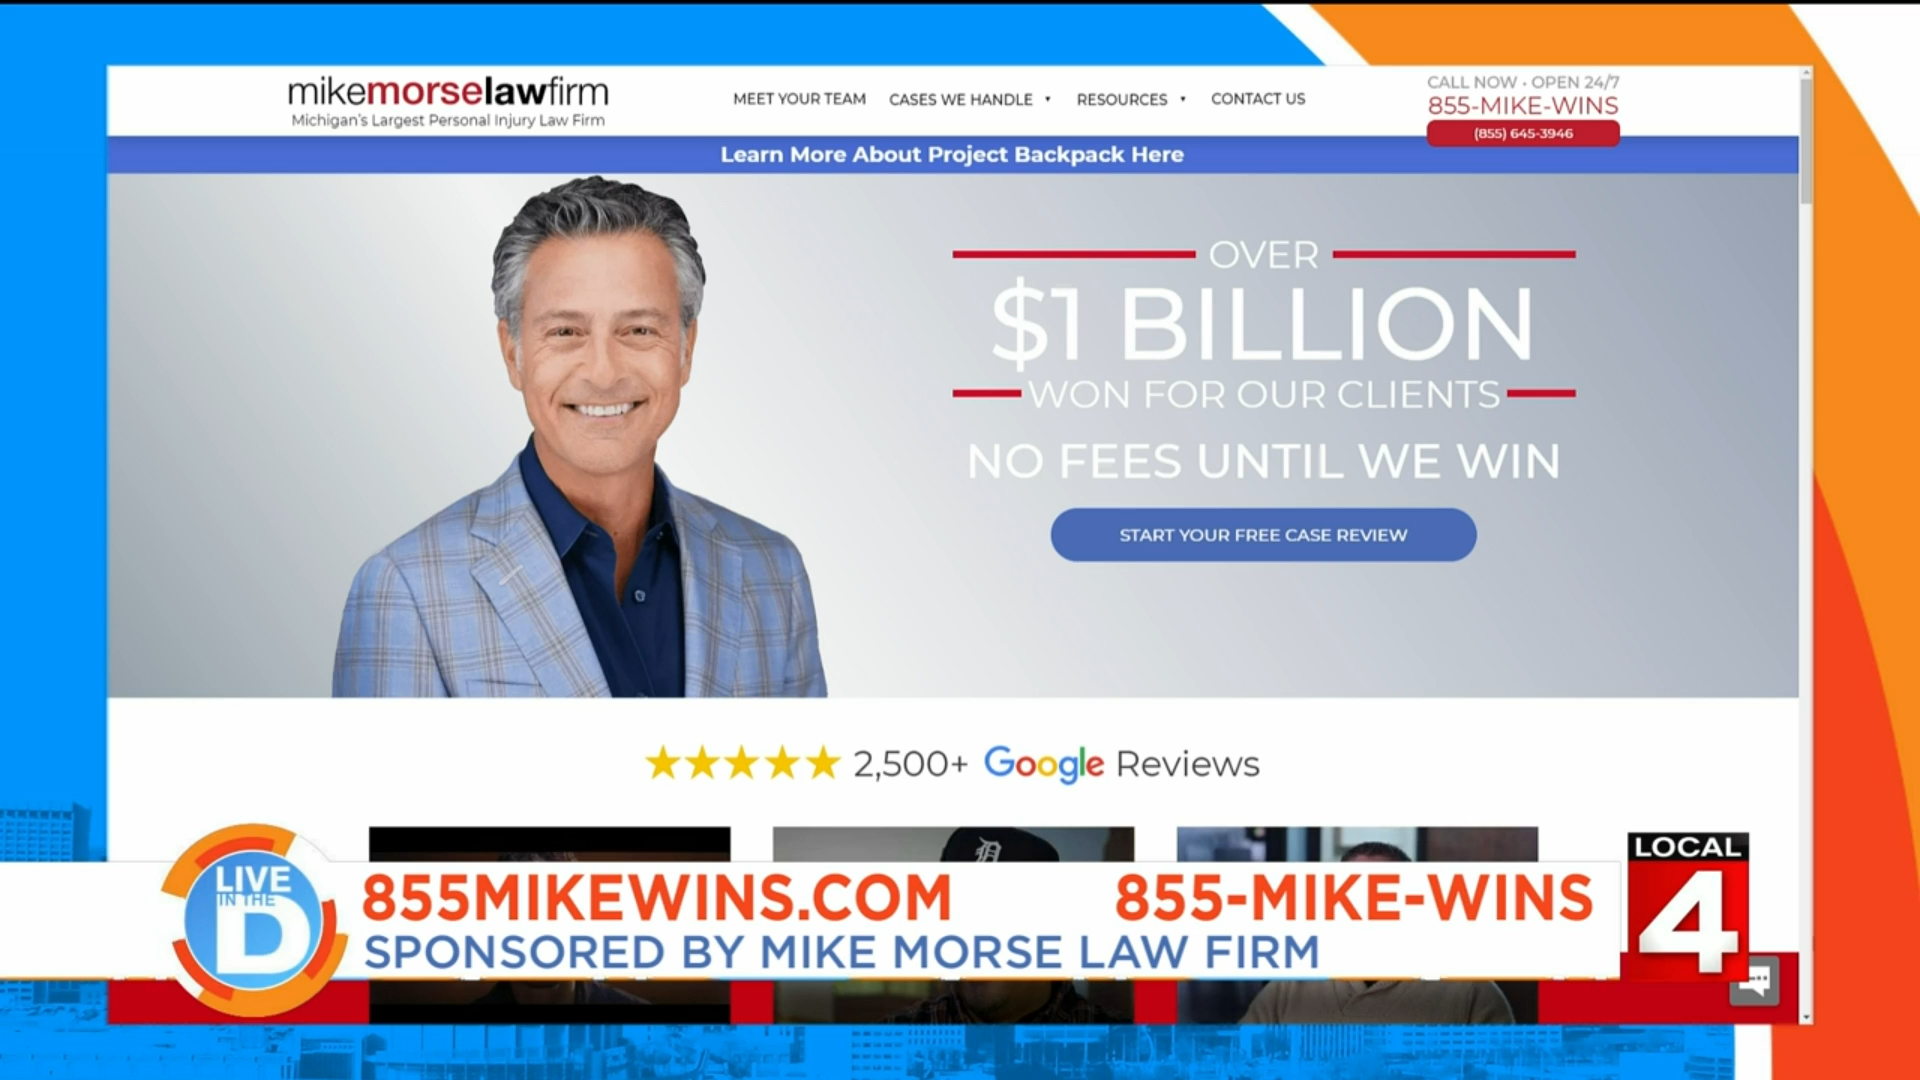 mikemorselawfirm
Michigan's Largest Personal Injury Law Firm
MEET YOUR TEAM CASES WE HANDLE RESOURCES CONTACT US
CALL NOW • OPEN 24/7
855-MIKE-WINS
(855) 645-3946
Learn More About Project Backpack Here
OVER
$1 BILLION
WON FOR OUR CLIENTS
NO FEES UNTIL WE WIN
START YOUR FREE CASE REVIEW
2,500+ Google Reviews
LIVE
IN THE
D
855MIKEWINS.COM 855-MIKE-WINS
SPONSORED BY MIKE MORSE LAW FIRM
LOCAL
4